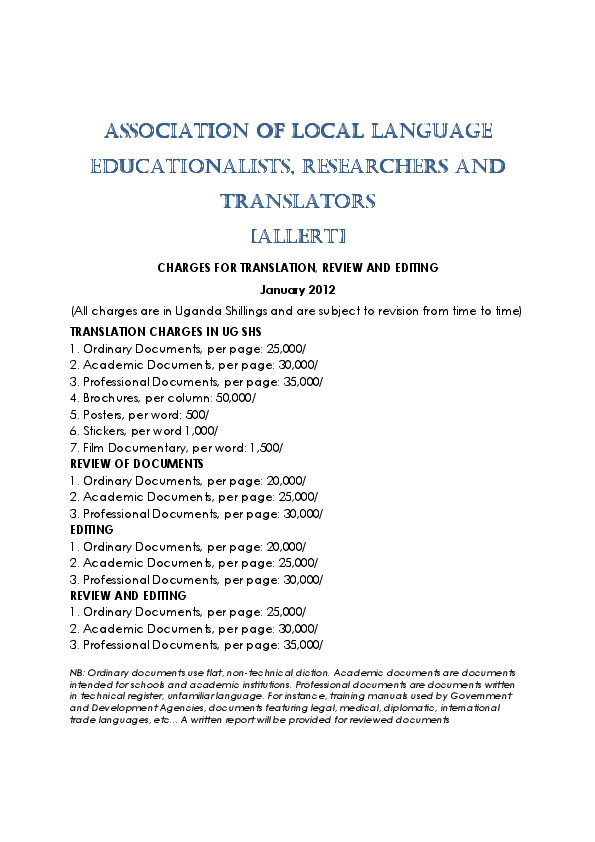 ASSOCIATION OF LOCAL LANGUAGE
EDUCATIONALISTS, RESEARCHERS AND
TRANSLATORS
[ALLERT]
CHARGES FOR TRANSLATION, REVIEW AND EDITING
January 2012
(All charges are in Uganda Shillings and are subject to revision from time to time)
TRANSLATION CHARGES IN UG SHS
1. Ordinary Documents, per page: 25,000/
2. Academic Documents, per page: 30,000/
3. Professional Documents, per page: 35,000/
4. Brochures, per column: 50,000/
5. Posters, per word: 500/
6. Stickers, per word 1,000/
7. Film Documentary, per word: 1,500/
REVIEW OF DOCUMENTS
1. Ordinary Documents, per page: 20,000/
2. Academic Documents, per page: 25,000/
3. Professional Documents, per page: 30,000/
EDITING
1. Ordinary Documents, per page: 20,000/
2. Academic Documents, per page: 25,000/
3. Professional Documents, per page: 30,000/
REVIEW AND EDITING
1. Ordinary Documents, per page: 25,000/
2. Academic Documents, per page: 30,000/
3. Professional Documents, per page: 35,000/
NB: Ordinary documents use flat, non-technical diction. Academic documents are documents
intended for schools and academic institutions. Professional documents are documents written
in technical register, unfamiliar language. For instance, training manuals used by Government
and Development Agencies, documents featuring legal, medical, diplomatic, international
trade languages, etc... A written report will be provided for reviewed documents